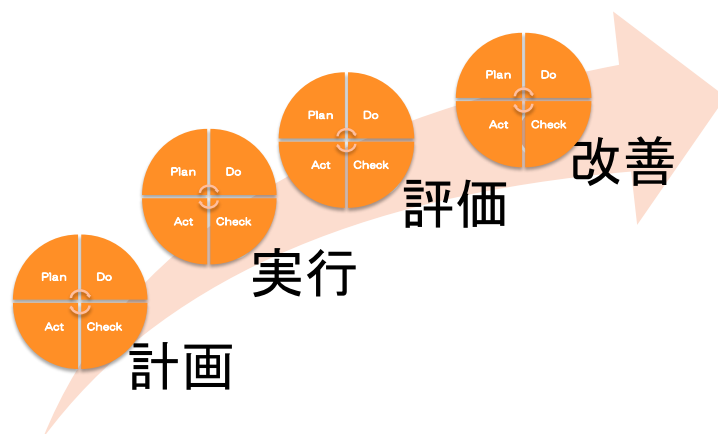 Plan Do
Act Check
計画
Plan Do
Act Check
実行
Plan Do
Act Check
評価
Plan Do
Act Check
改善